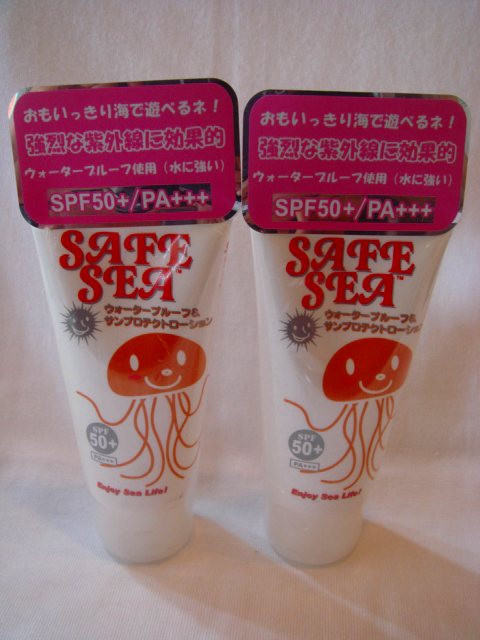 おもいっきり海で遊べるネ！
強烈な紫外線に効果的
ウォータープルーフ使用（水に強い）
SPF50+/PA+++
SAFE
SEA™
ウォータープルーフ&
サンプロテクトローション
SPF
50+
PA+++
Enjoy Sea Life!
おもいっきり海で遊べるネ！
強烈な紫外線に効果的
ウォータープルーフ使用（水に強い）
SPF50+/PA+++
SAFE
SEA™
ウォータープルーフ&
サンプロテクトローション
SPF
50+
PA+++
Enjoy Sea Life!